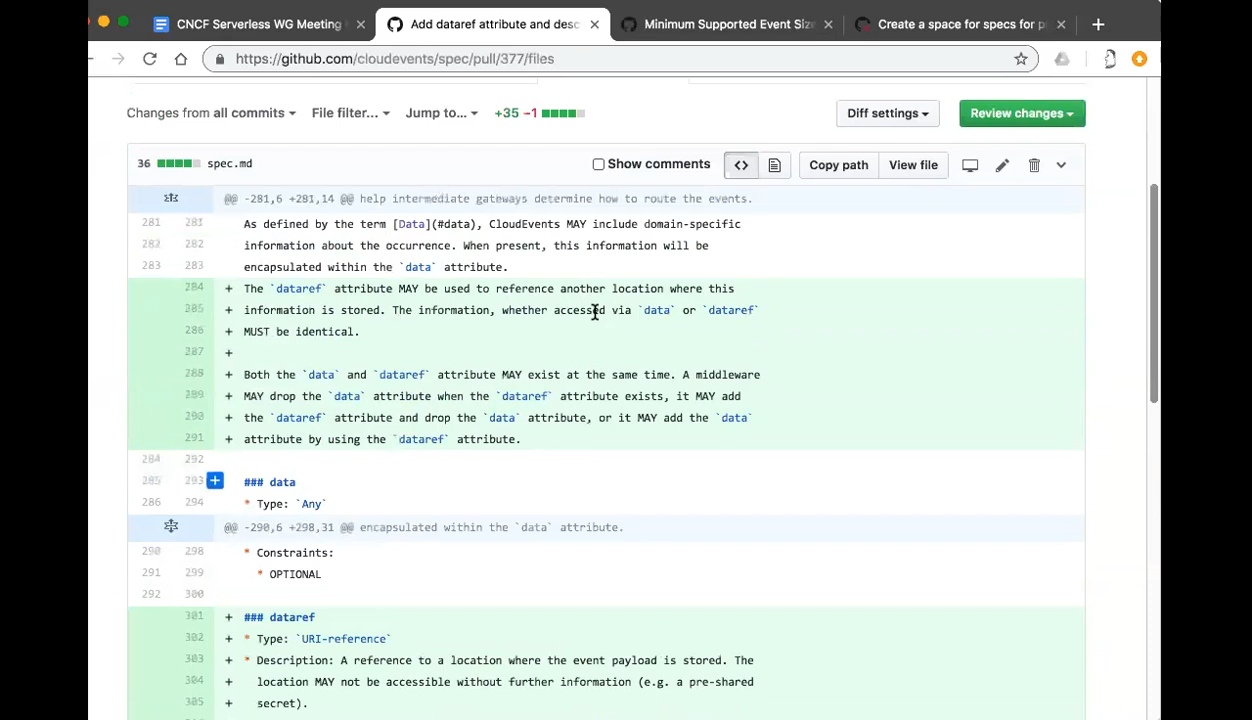 CNCF Serverless WG Meeting
Add dataref attribute and desc
Minimum Supported Event Size
Create a space for specs for p
https://github.com/cloudevents/spec/pull/377/files
Changes from all commits File filter... Jump to... +35 −1
Diff settings Review changes
36 spec.md Show comments <> Copy path View file
@@ -281,6 +281,14 @@ help intermediate gateways determine how to route the events.
281 281 As defined by the term [Data](#data), CloudEvents MAY include domain-specific
282 282 information about the occurrence. When present, this information will be
283 283 encapsulated within the `data` attribute.
284 + The `dataref` attribute MAY be used to reference another location where this
285 + information is stored. The information, whether accessed via `data` or `dataref`
286 + MUST be identical.
287 +
288 + Both the `data` and `dataref` attribute MAY exist at the same time. A middleware
289 + MAY drop the `data` attribute when the `dataref` attribute exists, it MAY add
290 + the `dataref` attribute and drop the `data` attribute, or it MAY add the `data`
291 + attribute by using the `dataref` attribute.
284 292
285 293 + ### data
286 294 * Type: `Any`
@@ -290,6 +298,31 @@ encapsulated within the `data` attribute.
290 298 * Constraints:
291 299 * OPTIONAL
292 300
301 + ### dataref
302 + * Type: `URI-reference`
303 + * Description: A reference to a location where the event payload is stored. The
304 + location MAY not be accessible without further information (e.g. a pre-shared
305 + secret).